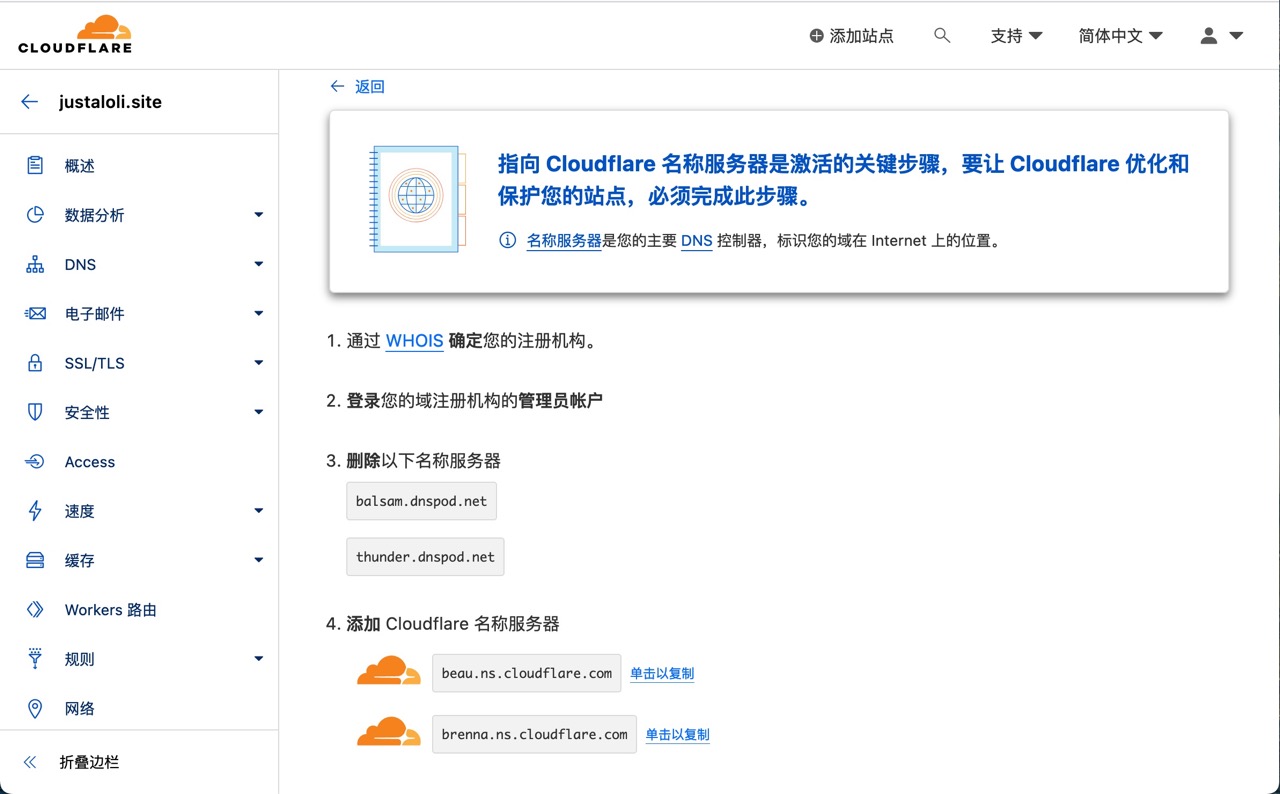 CLOUDFLARE
添加站点
支持
简体中文
justaloli.site
概述
数据分析
DNS
电子邮件
SSL/TLS
安全性
Access
速度
缓存
Workers 路由
规则
网络
折叠边栏
返回
指向 Cloudflare 名称服务器是激活的关键步骤，要让 Cloudflare 优化和
保护您的站点，必须完成此步骤。
名称服务器是您的主要 DNS 控制器，标识您的域在 Internet 上的位置。
1. 通过 WHOIS 确定您的注册机构。
2. 登录您的域注册机构的管理员帐户
3. 删除以下名称服务器
balsam.dnspod.net
thunder.dnspod.net
4. 添加 Cloudflare 名称服务器
beau.ns.cloudflare.com 单击以复制
brenna.ns.cloudflare.com 单击以复制